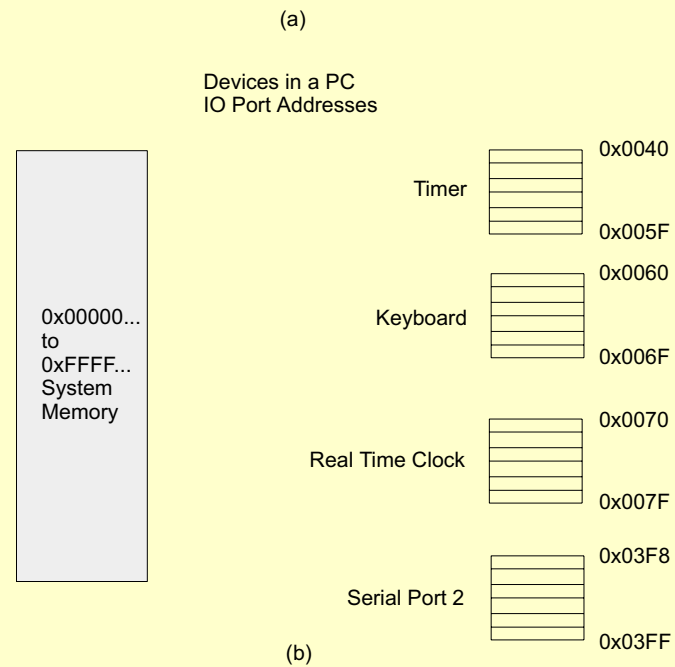 (a)
Devices in a PC
IO Port Addresses
0x00000...
to
0xFFFF...
System
Memory
Timer
0x0040
0x005F
Keyboard
0x0060
0x006F
Real Time Clock
0x0070
0x007F
Serial Port 2
0x03F8
0x03FF
(b)